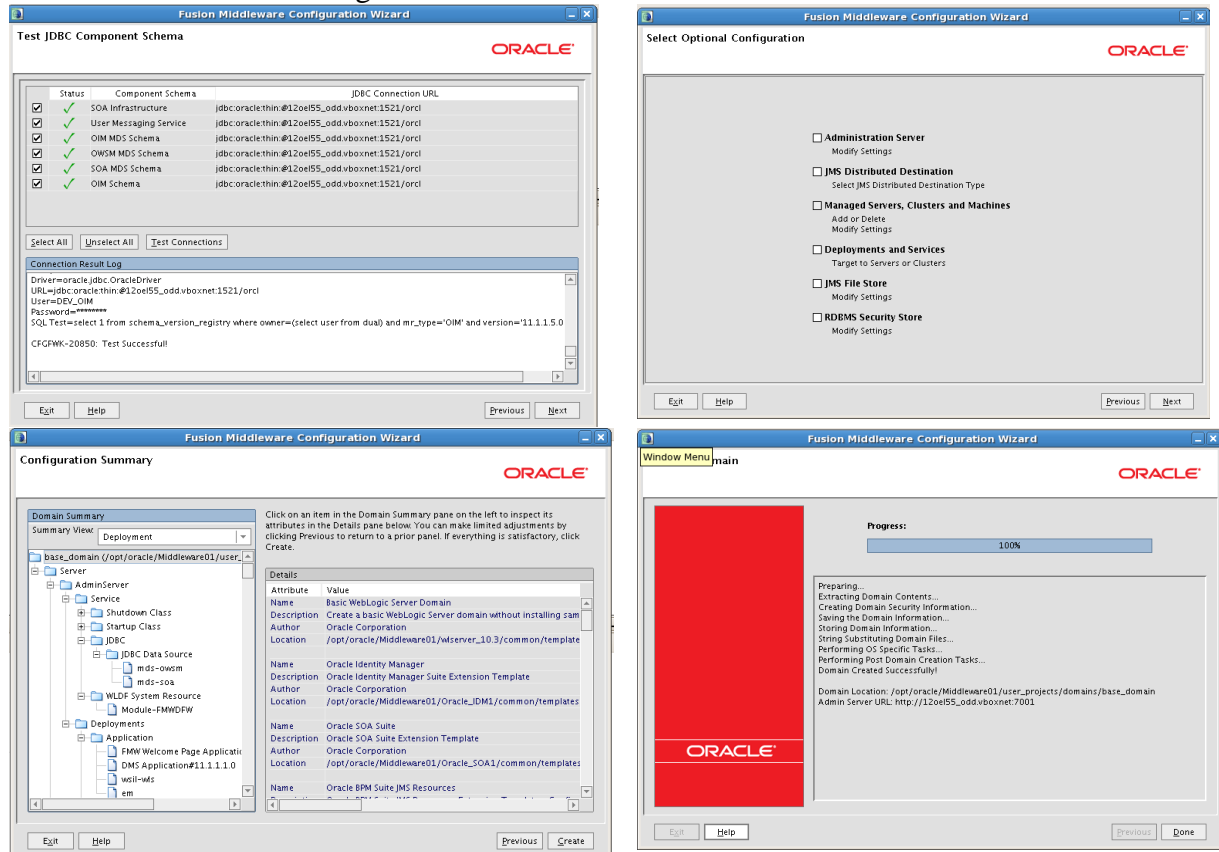 Fusion Middleware Configuration Wizard
Test JDBC Component Schema
ORACLE
Status Component Schema JDBC Connection URL
SOA Infrastructure jdbc:oracle:thin:@12oel55_odd.vboxnet:1521/orcl
User Messaging Service jdbc:oracle:thin:@12oel55_odd.vboxnet:1521/orcl
OIM MDS Schema jdbc:oracle:thin:@12oel55_odd.vboxnet:1521/orcl
OWSM MDS Schema jdbc:oracle:thin:@12oel55_odd.vboxnet:1521/orcl
SOA MDS Schema jdbc:oracle:thin:@12oel55_odd.vboxnet:1521/orcl
OIM Schema jdbc:oracle:thin:@12oel55_odd.vboxnet:1521/orcl
Select All Unselect All Test Connections
Connection Result Log
Driver=oracle.jdbc.OracleDriver
URL=jdbc:oracle:thin:@12oel55_odd.vboxnet:1521/orcl
User=DEV_OIM
Password=********
SQL Test=select 1 from schema_version_registry where owner=(select user from dual) and mr_type='OIM' and version='11.1.1.5.0
CFGFWK-20850: Test Successful!
Exit Help Previous Next
Fusion Middleware Configuration Wizard
Select Optional Configuration
ORACLE
Administration Server
Modify Settings
JMS Distributed Destination
Select JMS Distributed Destination Type
Managed Servers, Clusters and Machines
Add or Delete
Modify Settings
Deployments and Services
Target to Servers or Clusters
JMS File Store
Modify Settings
RDBMS Security Store
Modify Settings
Exit Help Previous Next
Fusion Middleware Configuration Wizard
Configuration Summary
ORACLE
Domain Summary
Summary View: Deployment
base_domain (/opt/oracle/Middleware01/user_
Server
AdminServer
Service
Shutdown Class
Startup Class
JDBC
JDBC Data Source
mds-owsm
mds-soa
WLDF System Resource
Module-FMWDFW
Deployments
Application
FMW Welcome Page Applicatio
DMS Application#11.1.1.1.0
wsil-wls
em
Click on an item in the Domain Summary pane on the left to inspect its
attributes in the Details pane below. You can make limited adjustments by
clicking Previous to return to a prior panel. If everything is satisfactory, click
Create.
Details
Attribute Value
Name Basic WebLogic Server Domain
Description Create a basic WebLogic Server domain without installing sam
Author Oracle Corporation
Location /opt/oracle/Middleware01/wlserver_10.3/common/template
Name Oracle Identity Manager
Description Oracle Identity Manager Suite Extension Template
Author Oracle Corporation
Location /opt/oracle/Middleware01/Oracle_IDM1/common/templates
Name Oracle SOA Suite
Description Oracle SOA Suite Extension Template
Author Oracle Corporation
Location /opt/oracle/Middleware01/Oracle_SOA1/common/templates
Name Oracle BPM Suite JMS Resources
Exit Help Previous Create
Fusion Middleware Configuration Wizard
Window Menu main
ORACLE
Progress:
100%
Preparing...
Extracting Domain Contents...
Creating Domain Security Information...
Saving the Domain Information...
Storing Domain Information...
String Substituting Domain Files...
Performing OS Specific Tasks...
Performing Post Domain Creation Tasks...
Domain Created Successfully!
Domain Location: /opt/oracle/Middleware01/user_projects/domains/base_domain
Admin Server URL: http://12oel55_odd.vboxnet:7001
ORACLE
Exit Help Previous Done